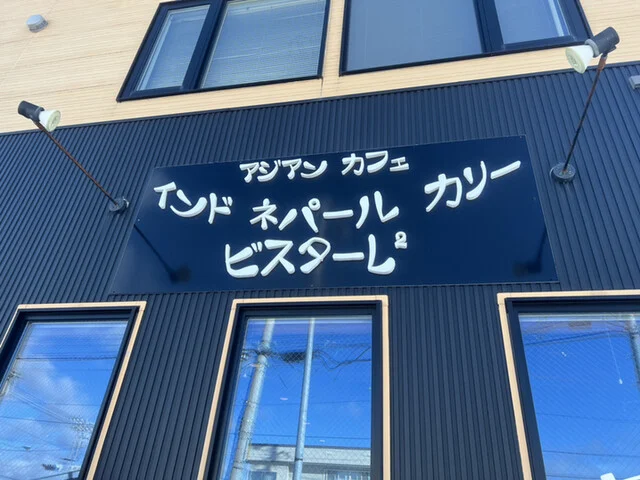 アジアン カフェ
インド ネパール カリー
ビスターレ²